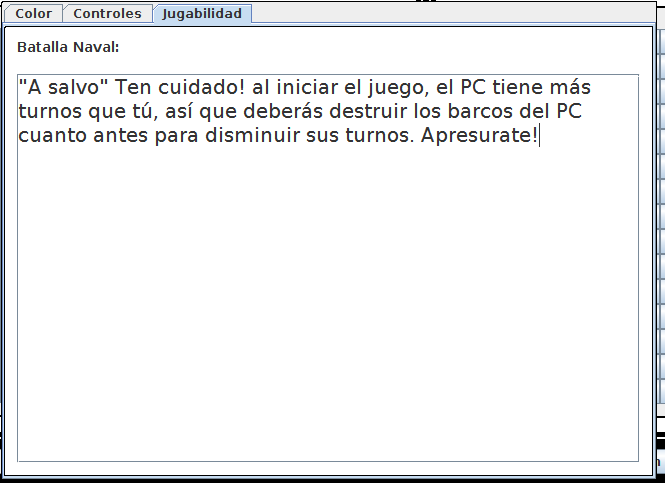 Color Controles Jugabilidad
Batalla Naval:
"A salvo" Ten cuidado! al iniciar el juego, el PC tiene más
turnos que tú, así que deberás destruir los barcos del PC
cuanto antes para disminuir sus turnos. Apresurate!